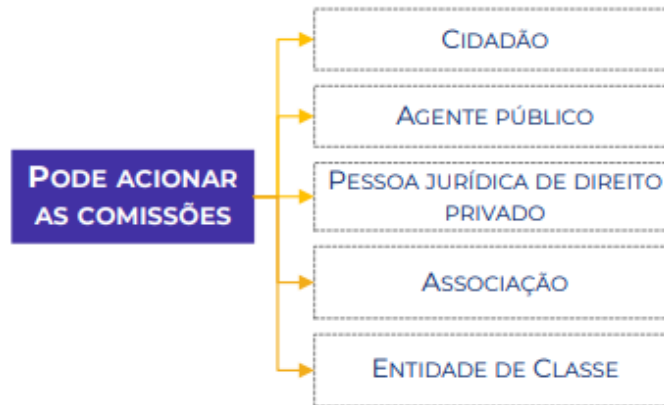 CIDADÃO
AGENTE PÚBLICO
PODE ACIONAR
AS COMISSÕES
PESSOA JURÍDICA DE DIREITO
PRIVADO
ASSOCIAÇÃO
ENTIDADE DE CLASSE